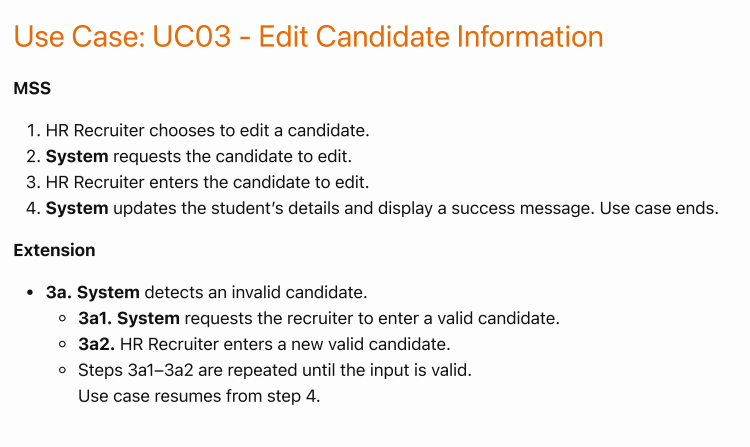 Use Case: UC03 - Edit Candidate Information
MSS
1. HR Recruiter chooses to edit a candidate.
2. System requests the candidate to edit.
3. HR Recruiter enters the candidate to edit.
4. System updates the student’s details and display a success message. Use case ends.
Extension
• 3a. System detects an invalid candidate.
◦ 3a1. System requests the recruiter to enter a valid candidate.
◦ 3a2. HR Recruiter enters a new valid candidate.
◦ Steps 3a1–3a2 are repeated until the input is valid.
Use case resumes from step 4.